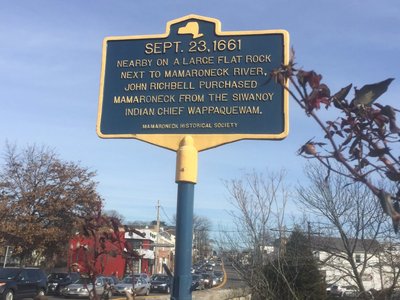 SEPT. 23, 1661
NEARBY ON A LARGE FLAT ROCK
NEXT TO MAMARONECK RIVER,
JOHN RICHBELL PURCHASED
MAMARONECK FROM THE SIWANOY
INDIAN CHIEF WAPPAQUEWAM.
MAMARONECK HISTORICAL SOCIETY